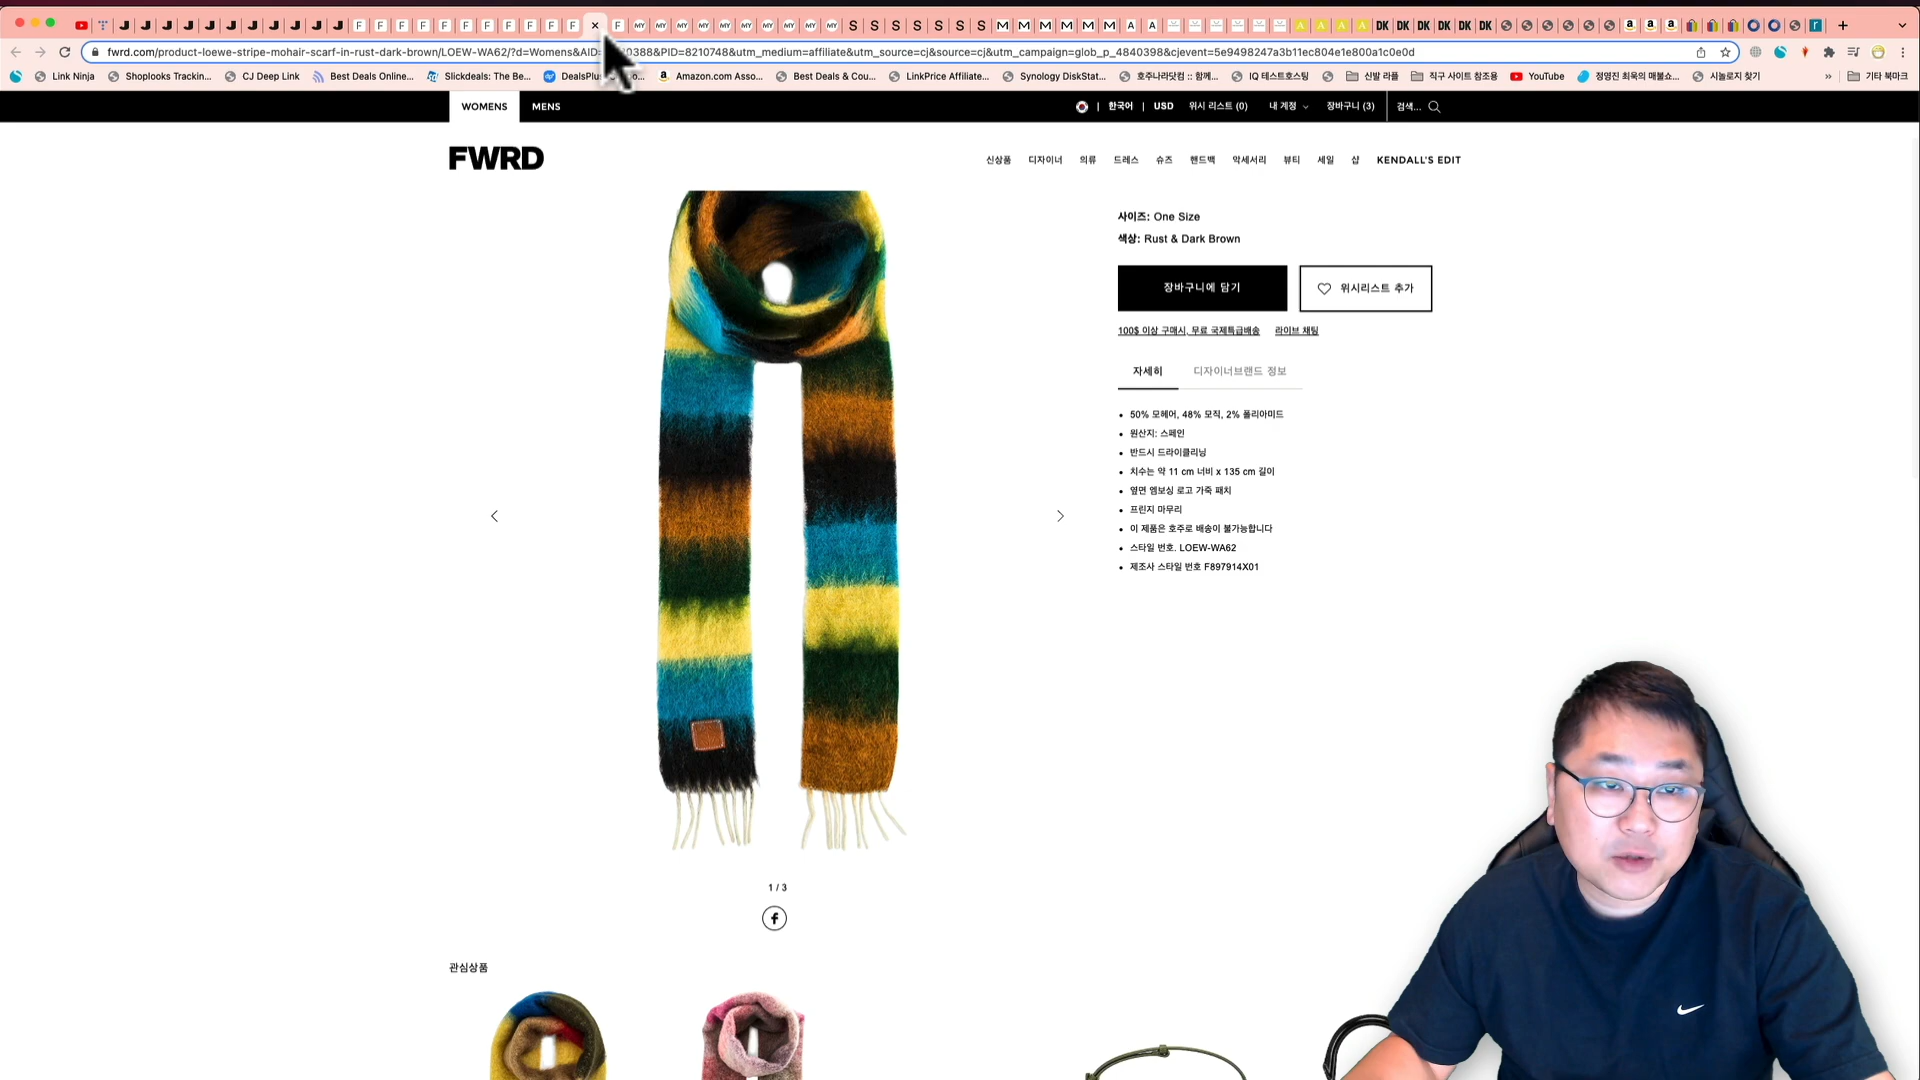 fwrd.com/product-loewe-stripe-mohair-scarf-in-rust-dark-brown/LOEW-WA62/?d=Womens&AID= 0388&PID=8210748&utm_medium=affiliate&utm_source=cj&source=cj&utm_campaign=glob_p_4840398&cjevent=5e9498247a3b11ec804e1e800a1c0e0d
Link Ninja Shoplooks Trackin... CJ Deep Link Best Deals Online... Slickdeals: The Be... DealsPlus Amazon.com Asso... Best Deals & Cou... LinkPrice Affiliate... Synology DiskStat... 호주나라닷컴 :: 함께... IQ 테스트호스팅 신발 라플 직구 사이트 참조용 YouTube 정영진 최욱의 매불쇼... 시놀로지 찾기 » 기타 북마크
WOMENS MENS | 한국어 | USD 위시 리스트 (0) 내 계정 장바구니 (3) 검색...
FWRD 신상품 디자이너 의류 드레스 슈즈 핸드백 악세서리 뷰티 세일 샵 KENDALL'S EDIT
사이즈: One Size
색상: Rust & Dark Brown
장바구니에 담기 위시리스트 추가
100$ 이상 구매시, 무료 국제특급배송 라이브 채팅
자세히 디자이너브랜드 정보
• 50% 모헤어, 48% 모직, 2% 폴리아미드
• 원산지: 스페인
• 반드시 드라이클리닝
• 치수는 약 11 cm 너비 x 135 cm 길이
• 옆면 엠보싱 로고 가죽 패치
• 프린지 마무리
• 이 제품은 호주로 배송이 불가능합니다
• 스타일 번호. LOEW-WA62
• 제조사 스타일 번호 F897914X01
1 / 3
관심상품